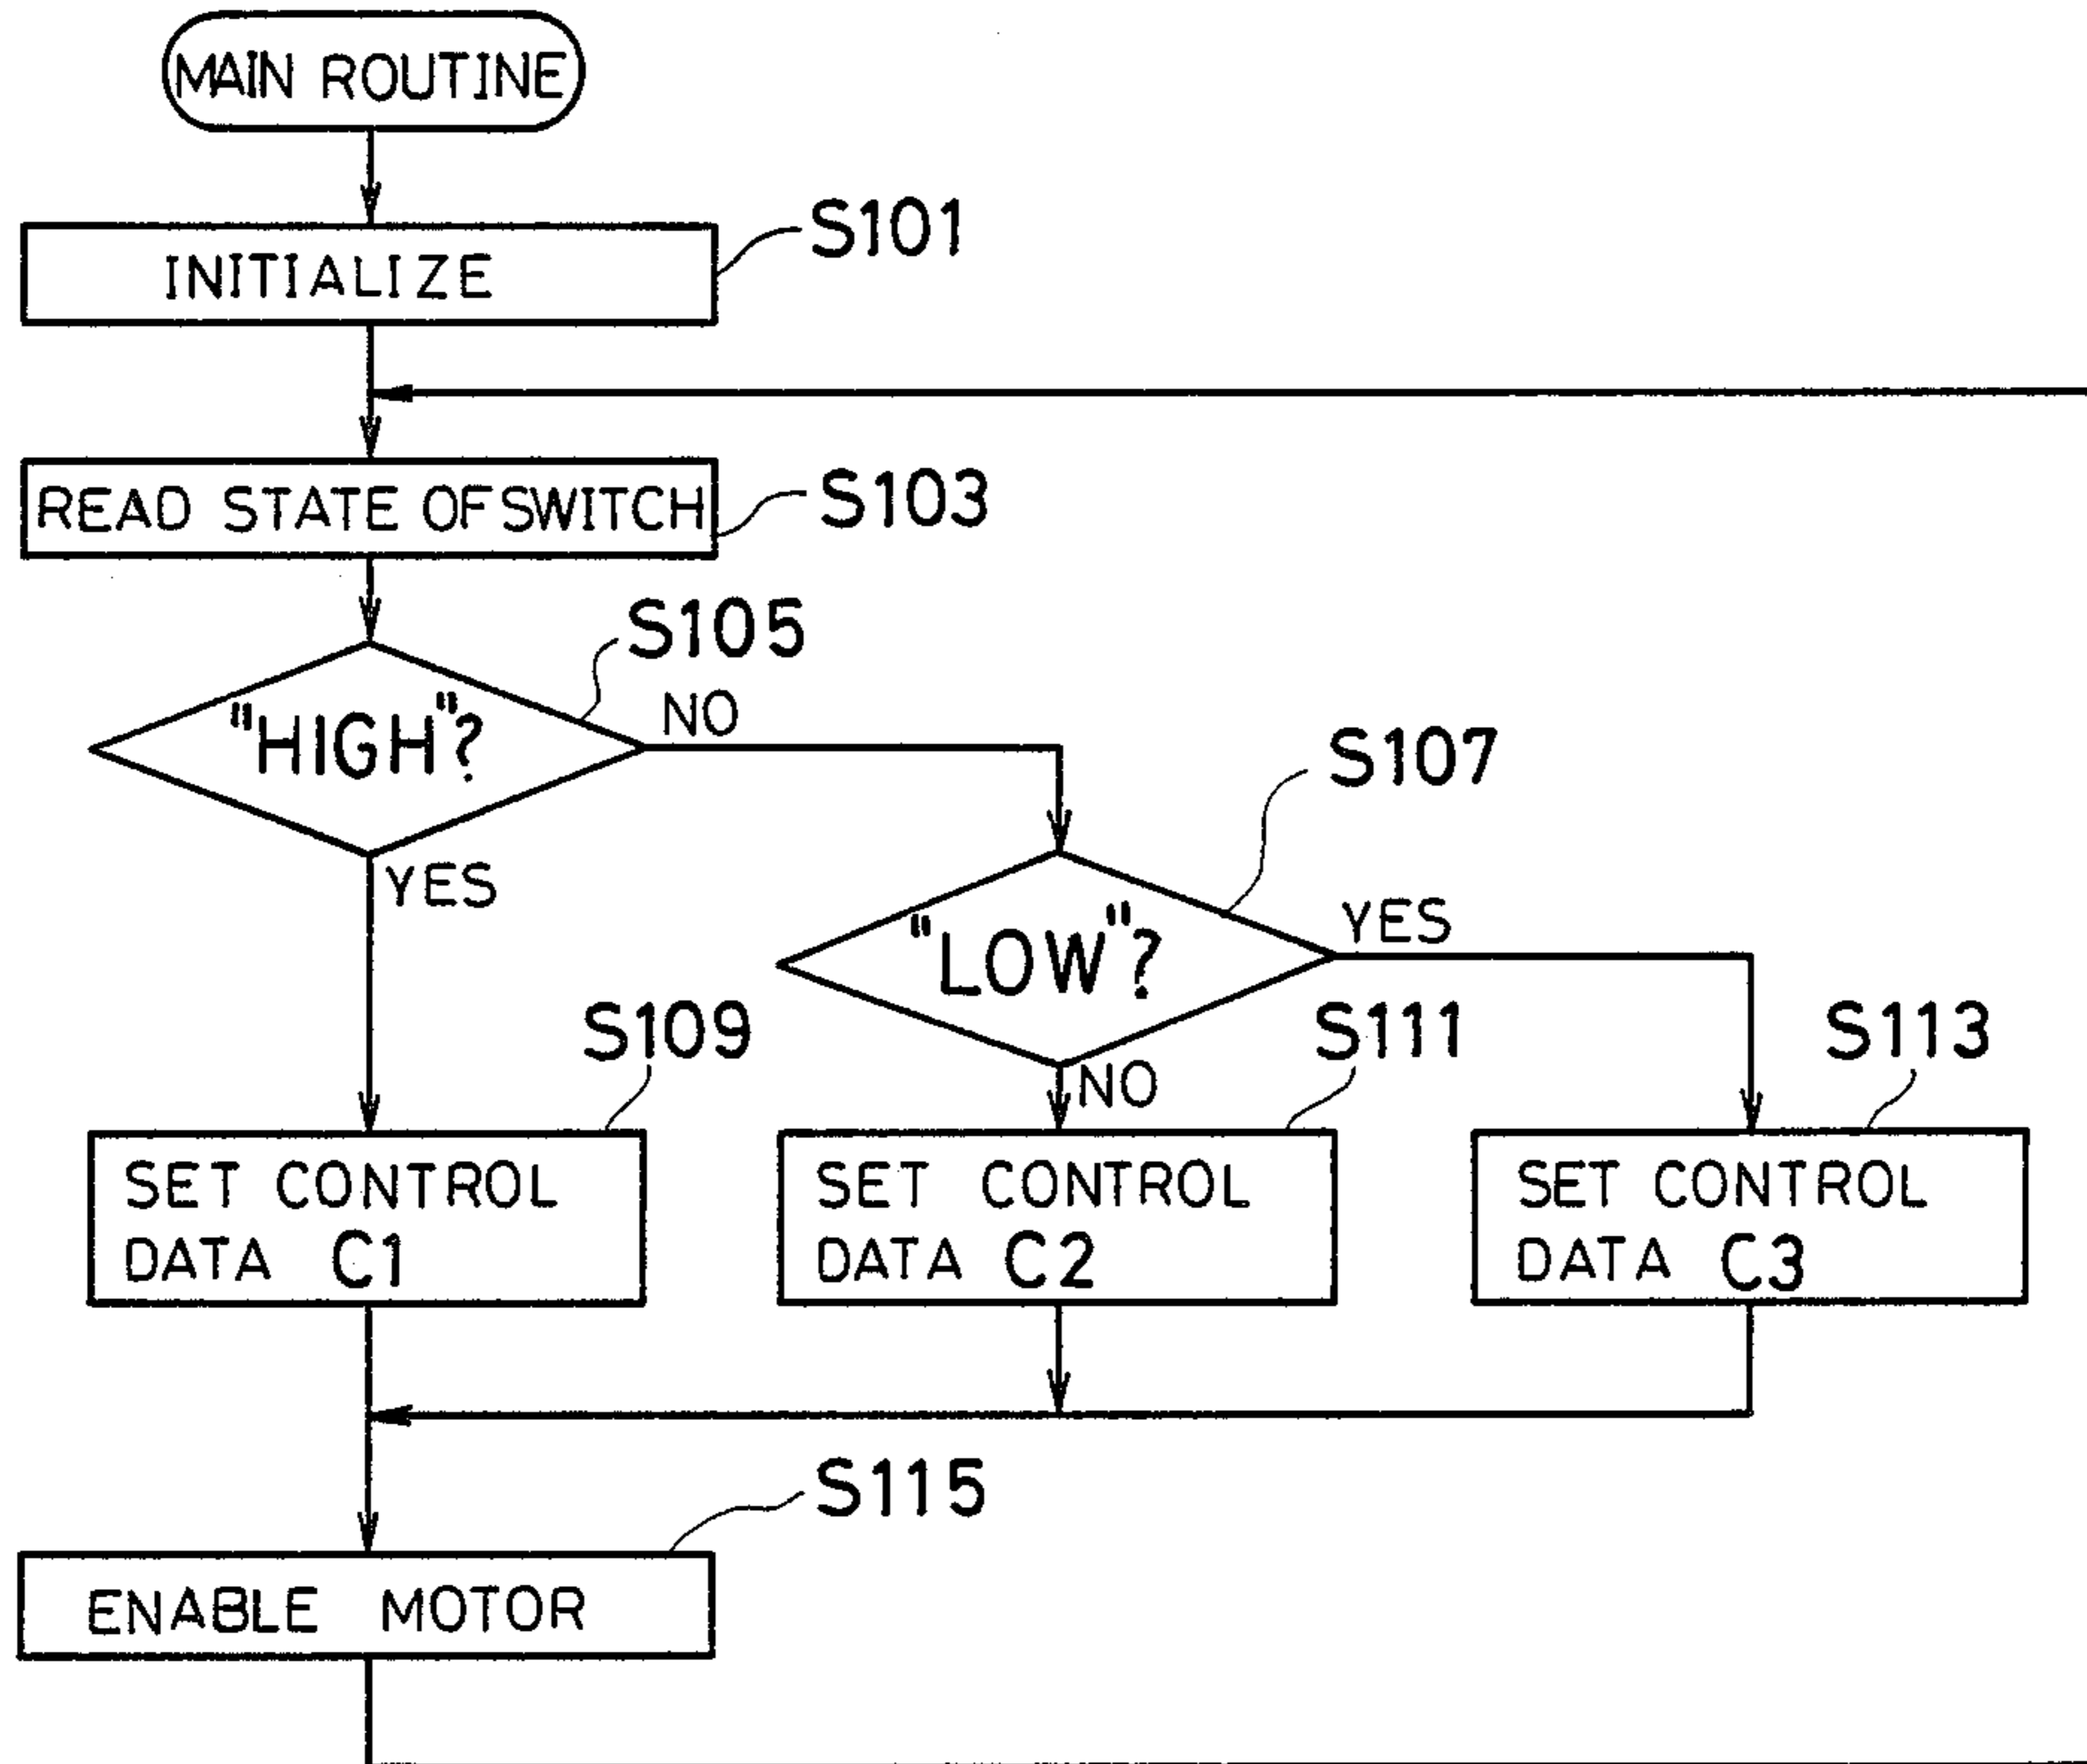 MAIN ROUTINE
S101
INITIALIZE
READ STATE OF SWITCH
S103
S105
"HIGH"?
NO
YES
S107
"LOW"?
YES
NO
S109
S111
S113
SET CONTROL
DATA C1
SET CONTROL
DATA C2
SET CONTROL
DATA C3
S115
ENABLE MOTOR